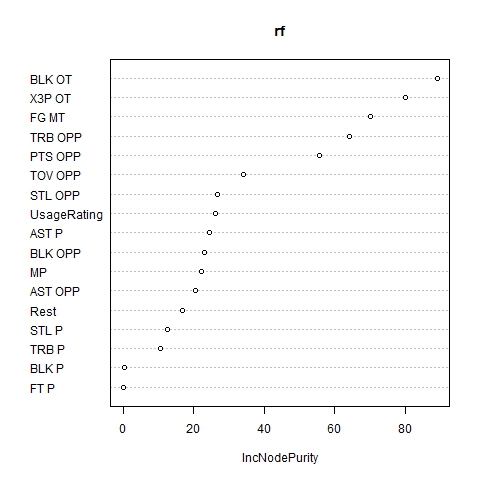 rf
BLK OT
X3P OT
FG MT
TRB OPP
PTS OPP
TOV OPP
STL OPP
UsageRating
AST P
BLK OPP
MP
AST OPP
Rest
STL P
TRB P
BLK P
FT P
0 20 40 60 80
IncNodePurity